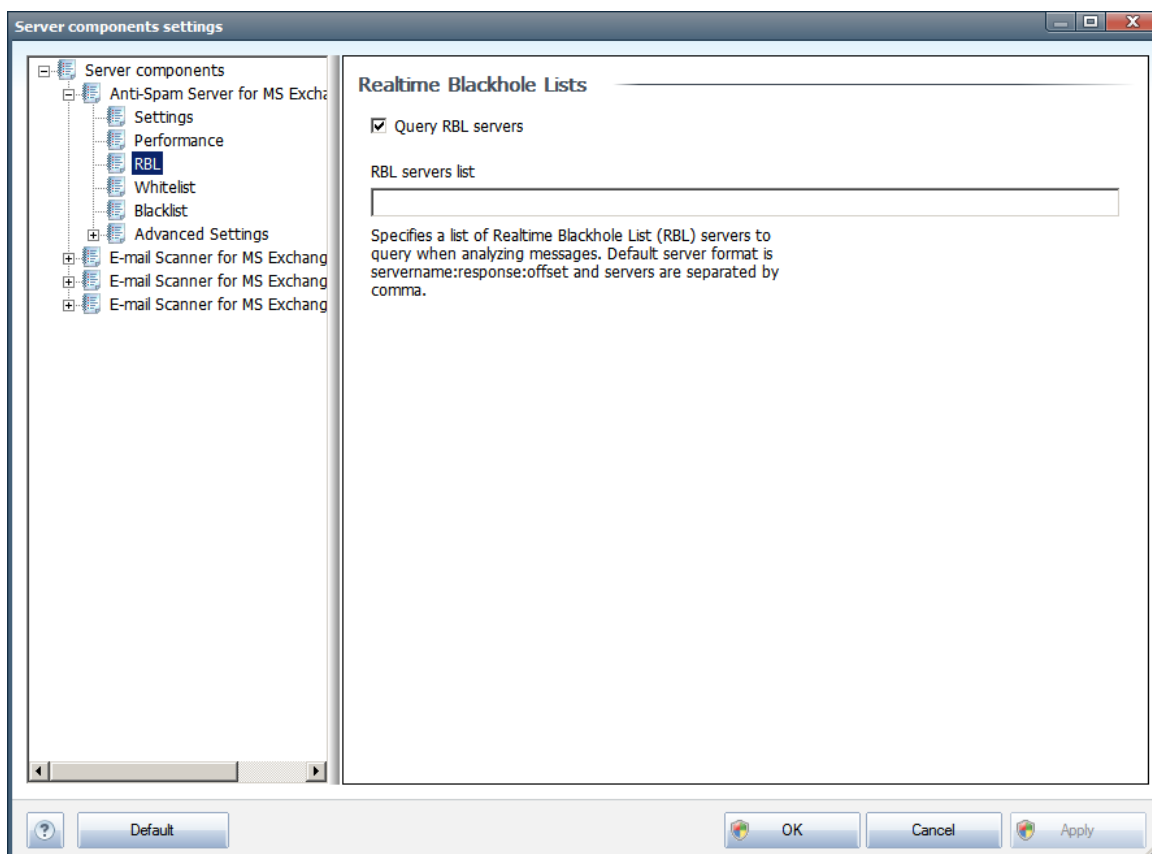 Server components settings
Server components
Anti-Spam Server for MS Excha
Settings
Performance
RBL
Whitelist
Blacklist
Advanced Settings
E-mail Scanner for MS Exchang
E-mail Scanner for MS Exchang
E-mail Scanner for MS Exchang
Realtime Blackhole Lists
Query RBL servers
RBL servers list
Specifies a list of Realtime Blackhole List (RBL) servers to
query when analyzing messages. Default server format is
servername:response:offset and servers are separated by
comma.
Default
OK
Cancel
Apply